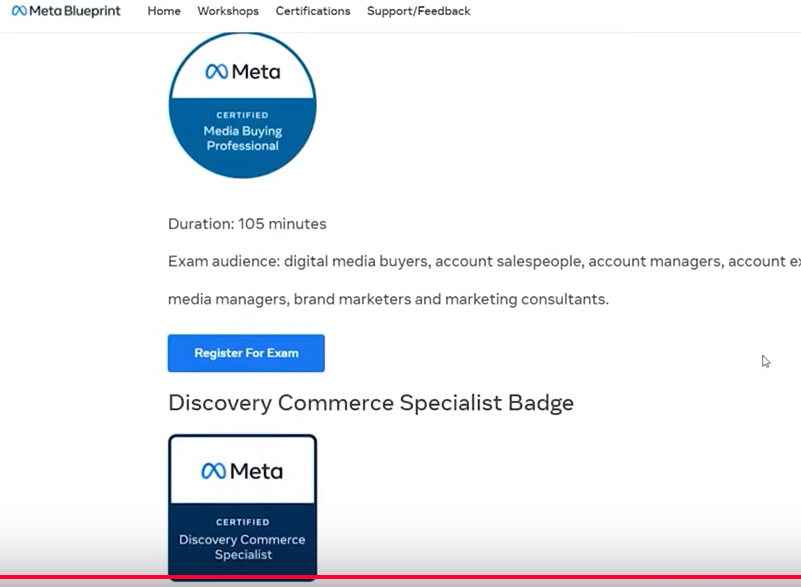 Meta Blueprint Home Workshops Certifications Support/Feedback
Meta
CERTIFIED
Media Buying
Professional
Duration: 105 minutes
Exam audience: digital media buyers, account salespeople, account managers, account ex
media managers, brand marketers and marketing consultants.
Register For Exam
Discovery Commerce Specialist Badge
Meta
CERTIFIED
Discovery Commerce
Specialist